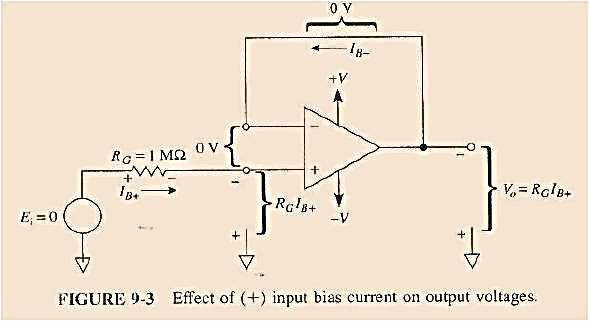 0 V
I_B−
+V
−
R_G = 1 MΩ
0 V
+ −
+
−
I_B+
−
R_G I_B+
−V
V_o = R_G I_B+
E_i = 0
+
+
FIGURE 9-3 Effect of (+) input bias current on output voltages.